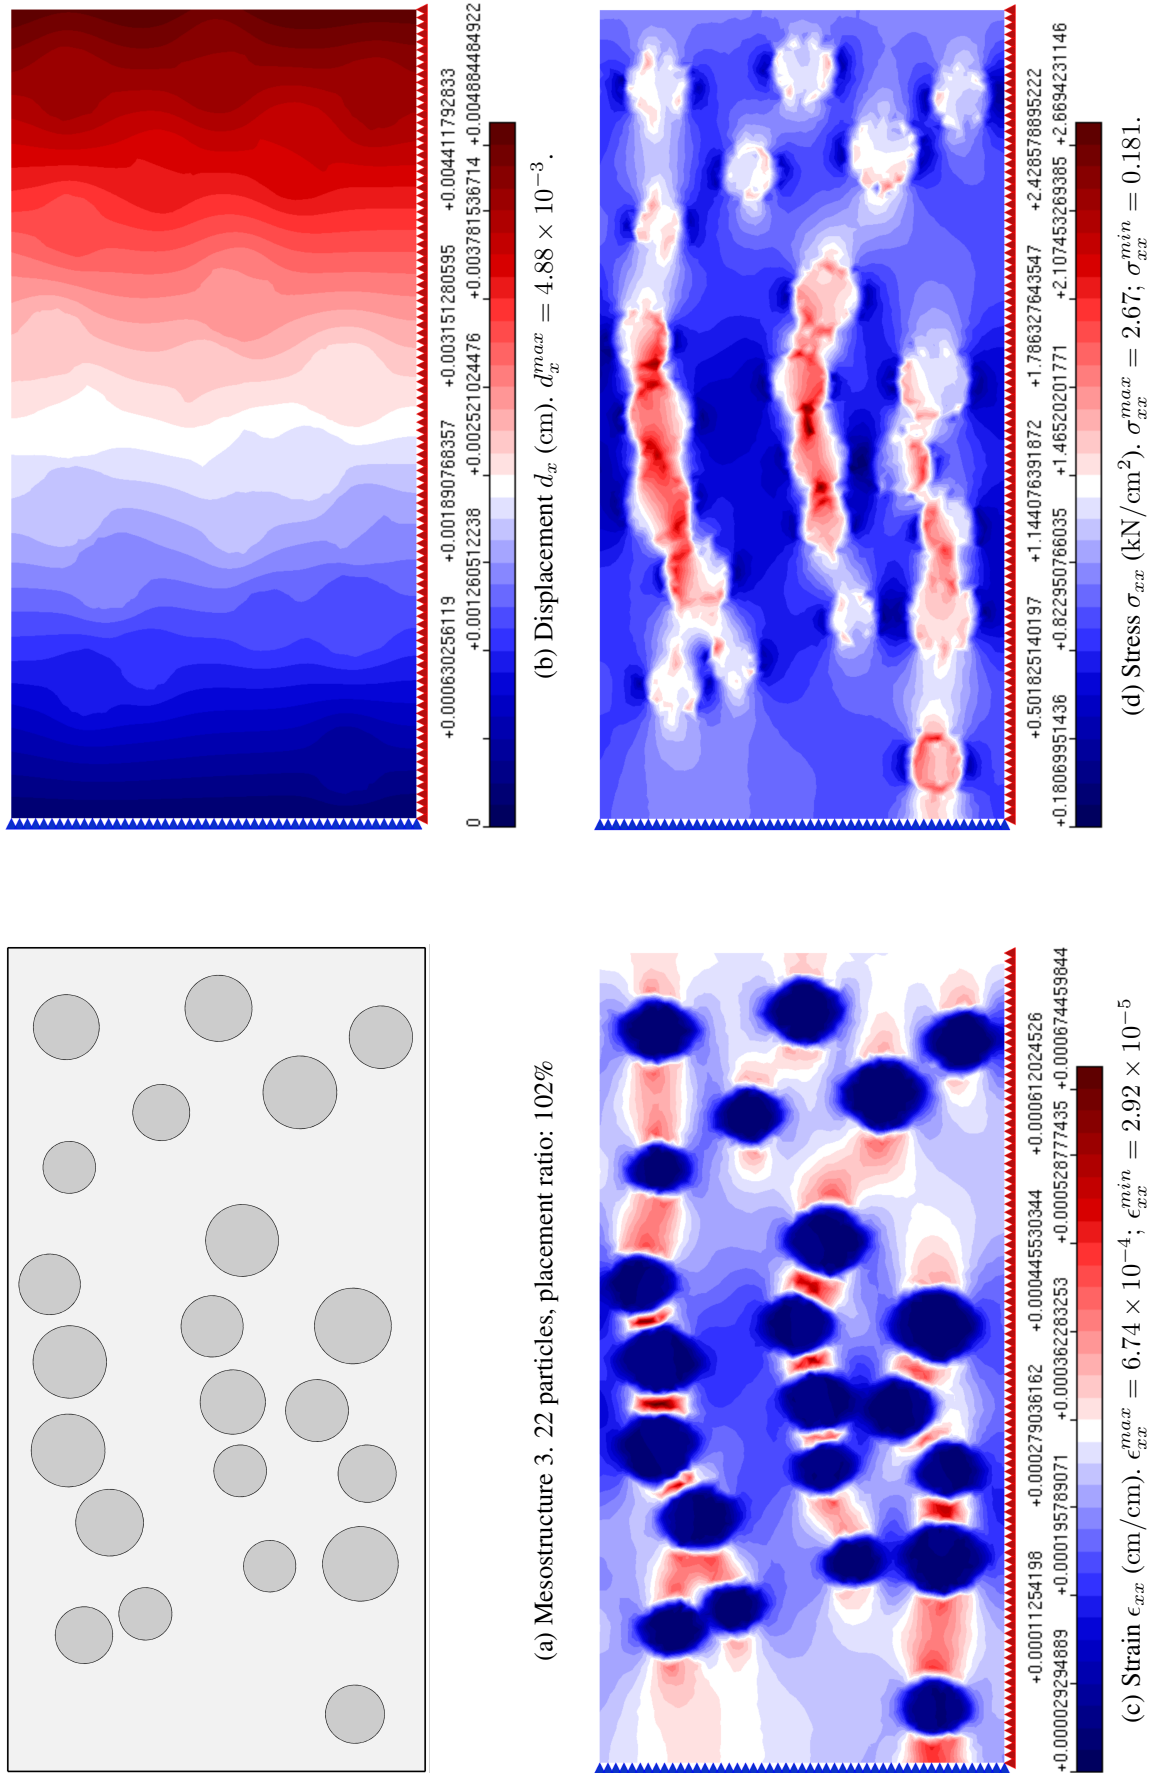 (a) Mesostructure 3. 22 particles, placement ratio: 102%
+0.000630256119 +0.001890768357 +0.003151280595 +0.004411792833
0 +0.001260512238 +0.002521024476 +0.003781536714 +0.004884484922
(b) Displacement dₓ (cm). dₓᵐᵃˣ = 4.88 × 10⁻³.
+0.00011254198 +0.000279036162 +0.000445530344 +0.000612024526
+0.000029294889 +0.000195789071 +0.000362283253 +0.000528777435 +0.000674459844
(c) Strain ϵₓₓ (cm/cm). ϵₓₓᵐᵃˣ = 6.74 × 10⁻⁴; ϵₓₓᵐⁱⁿ = 2.92 × 10⁻⁵
+0.501825140197 +1.144076391872 +1.786327643547 +2.428578895222
+0.18069951436 +0.822950766035 +1.46520201771 +2.107453269385 +2.669423​1146
(d) Stress σₓₓ (kN/cm²). σₓₓᵐᵃˣ = 2.67; σₓₓᵐⁱⁿ = 0.181.